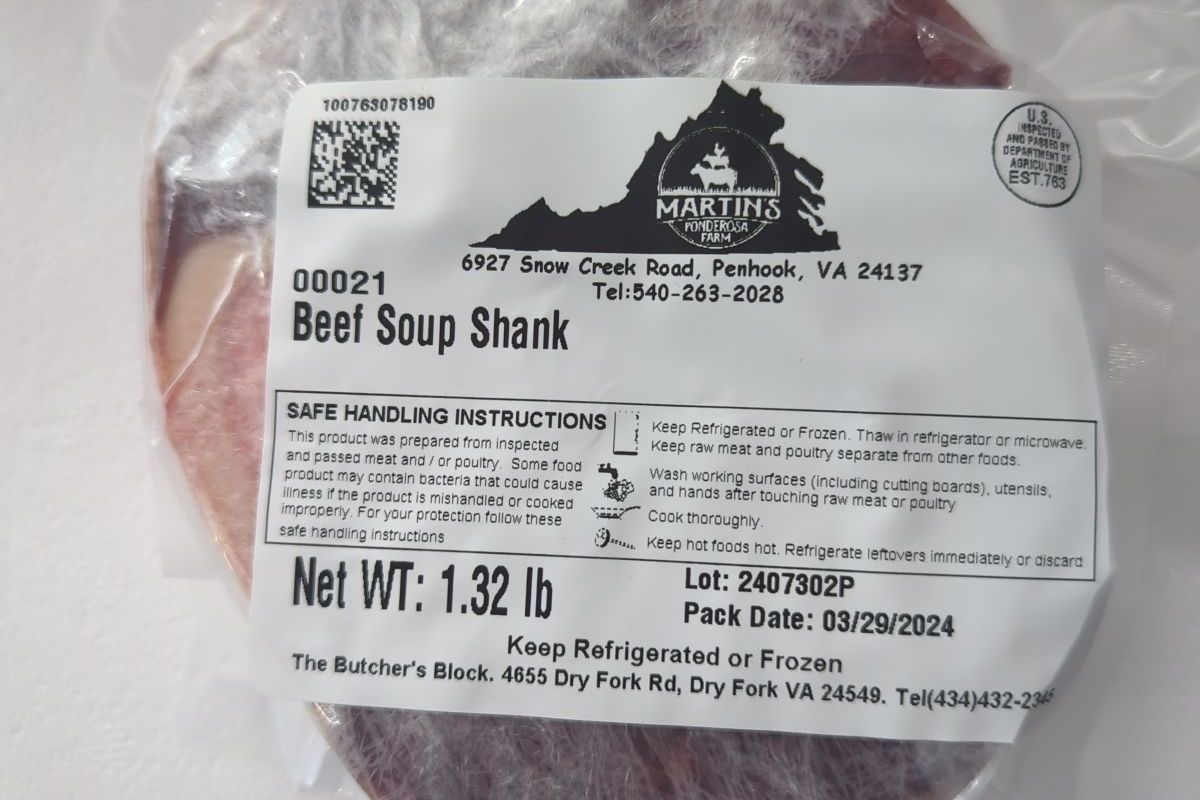 100763078190
U.S.
INSPECTED
AND PASSED BY
DEPARTMENT OF
AGRICULTURE
EST.763
MARTIN'S
PONDEROSA
FARM
6927 Snow Creek Road, Penhook, VA 24137
Tel:540-263-2028
00021
Beef Soup Shank
SAFE HANDLING INSTRUCTIONS
This product was prepared from inspected
and passed meat and / or poultry. Some food
product may contain bacteria that could cause
illness if the product is mishandled or cooked
improperly. For your protection follow these
safe handling instructions
Keep Refrigerated or Frozen. Thaw in refrigerator or microwave.
Keep raw meat and poultry separate from other foods.
Wash working surfaces (including cutting boards), utensils,
and hands after touching raw meat or poultry
Cook thoroughly.
Keep hot foods hot. Refrigerate leftovers immediately or discard
Net WT: 1.32 lb
Lot: 2407302P
Pack Date: 03/29/2024
Keep Refrigerated or Frozen
The Butcher's Block. 4655 Dry Fork Rd, Dry Fork VA 24549. Tel(434)432-2345